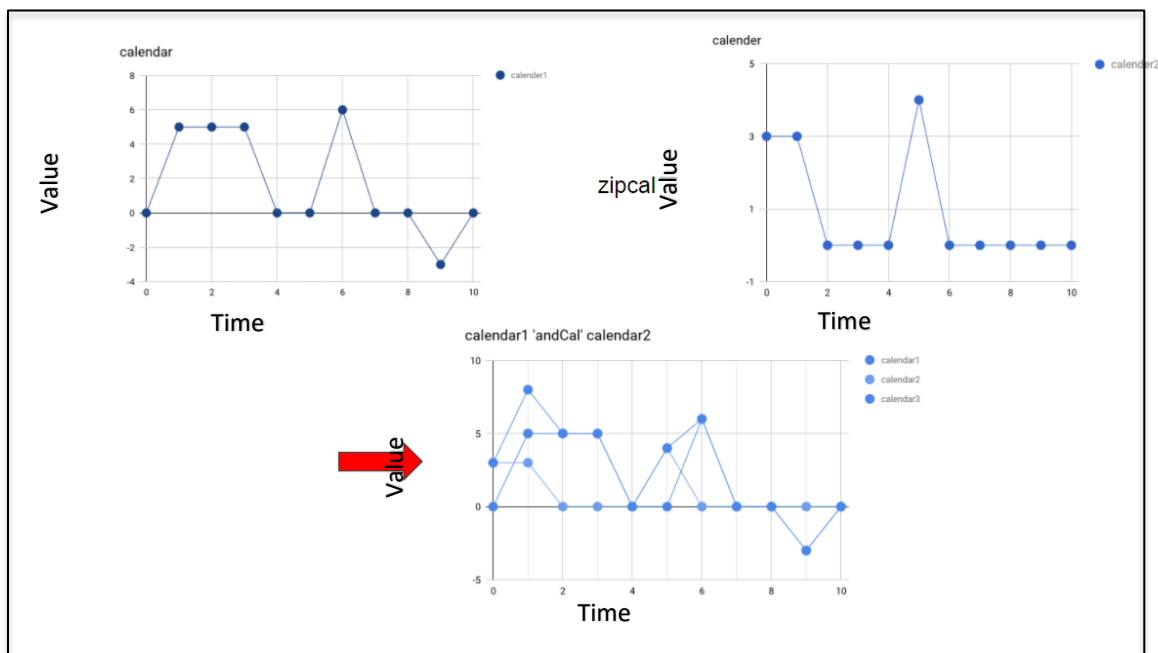 calendar
calender1
8
6
4
2
0
-2
-4
0 2 4 6 8 10
Value
Time
zipcal
calender
calender2
5
3
1
-1
0 2 4 6 8 10
Value
Time
calendar1 'andCal' calendar2
calendar1
calendar2
calendar3
10
5
0
-5
0 2 4 6 8 10
Value
Time